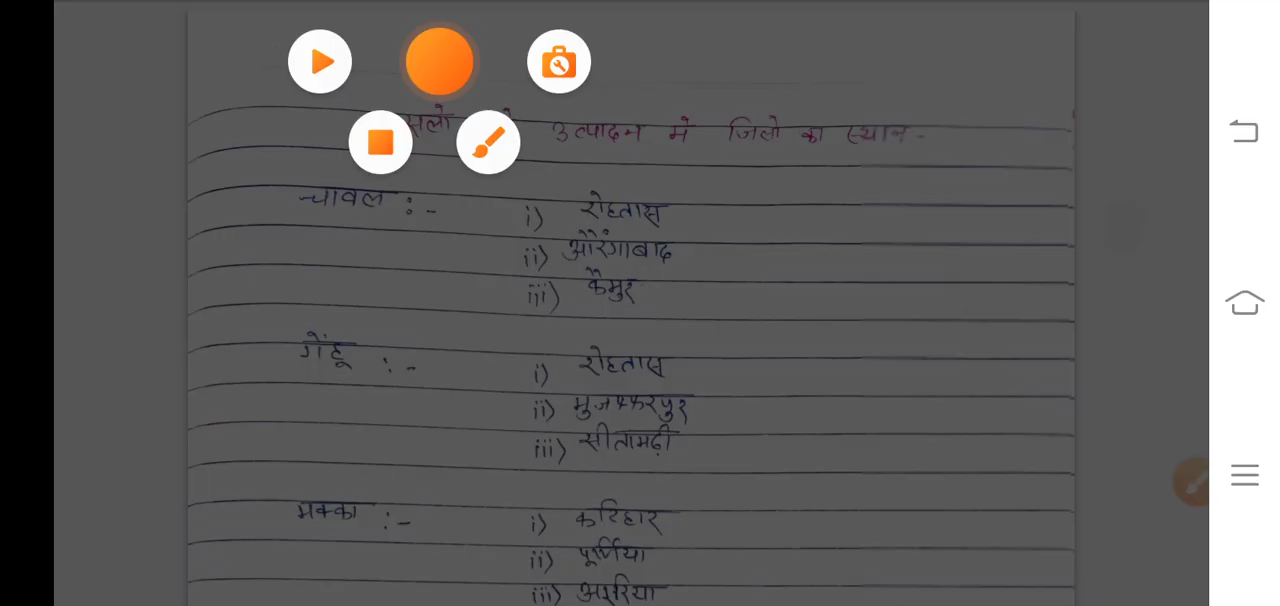 उत्पादन मे जिलो का स्थान -
चावल :- i) रोहतास
ii) औरंगाबाद
iii) कैमुर
गेंहू :- i) रोहतास
ii) मुजफ्फरपुर
iii) सीतामढ़ी
मक्का :- i) कटिहार
ii) पूर्णिया
iii) अररिया